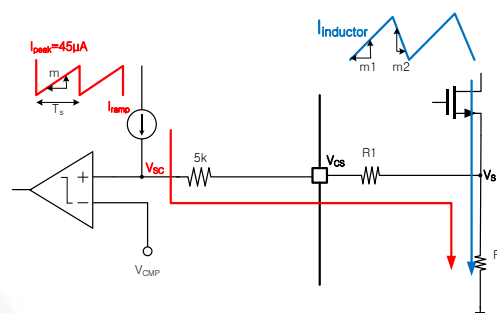 Iinductor
Ipeak=45µA
m1
m2
m
Ts
Iramp
5k
VCS
R1
VSC
VS
VCMP
R